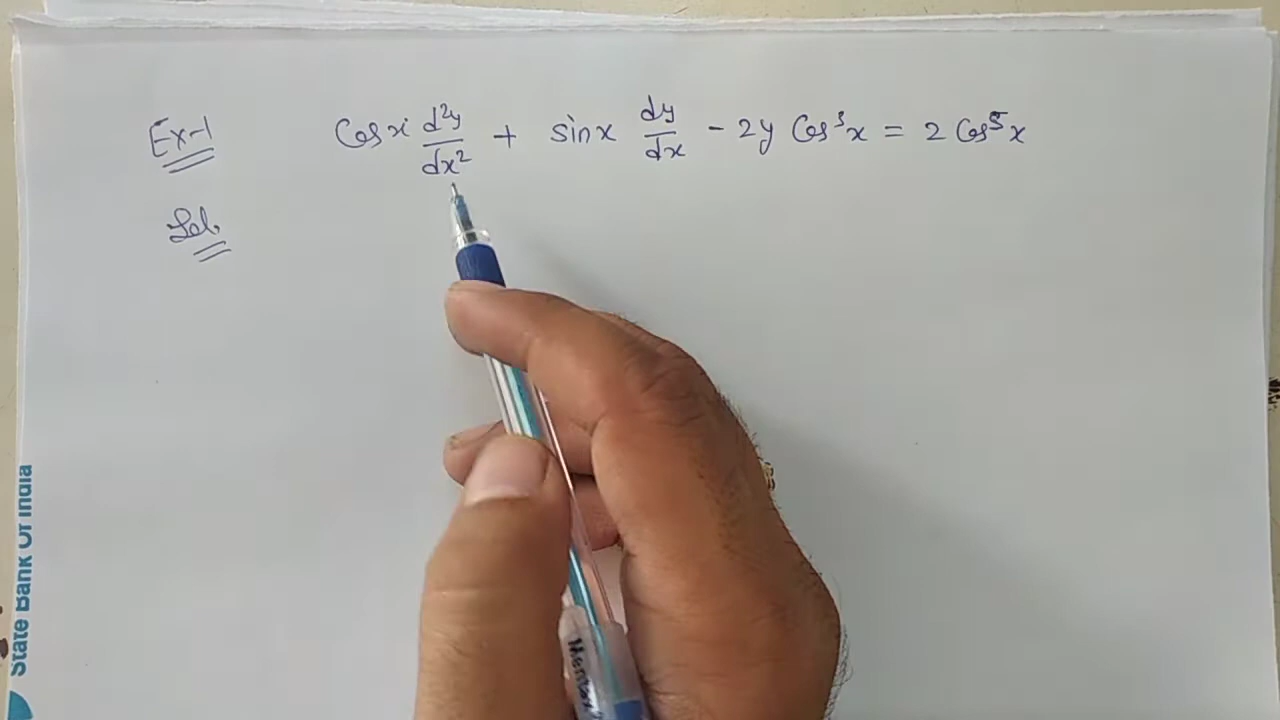 Ex-1 Cos x d²y/dx² + sin x dy/dx - 2y Cos³x = 2 Cos⁵x
Sol.
State Bank Of India